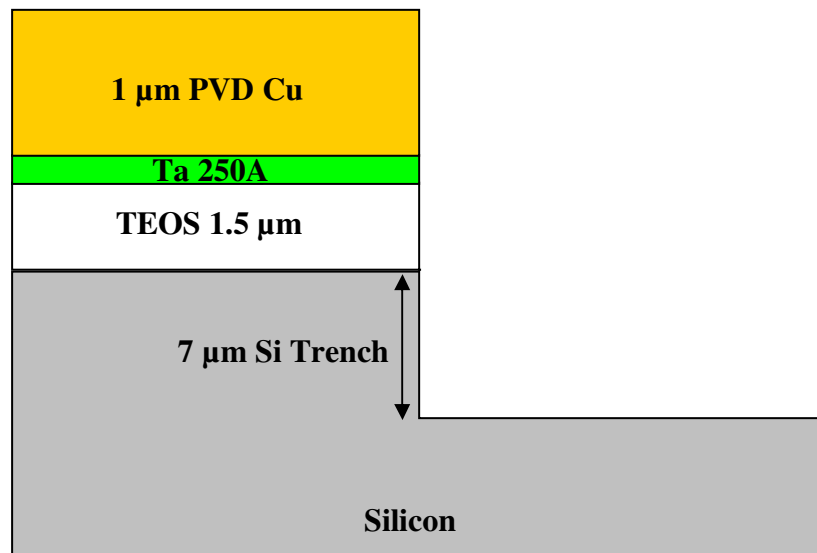 1 µm PVD Cu
Ta 250A
TEOS 1.5 µm
7 µm Si Trench
Silicon